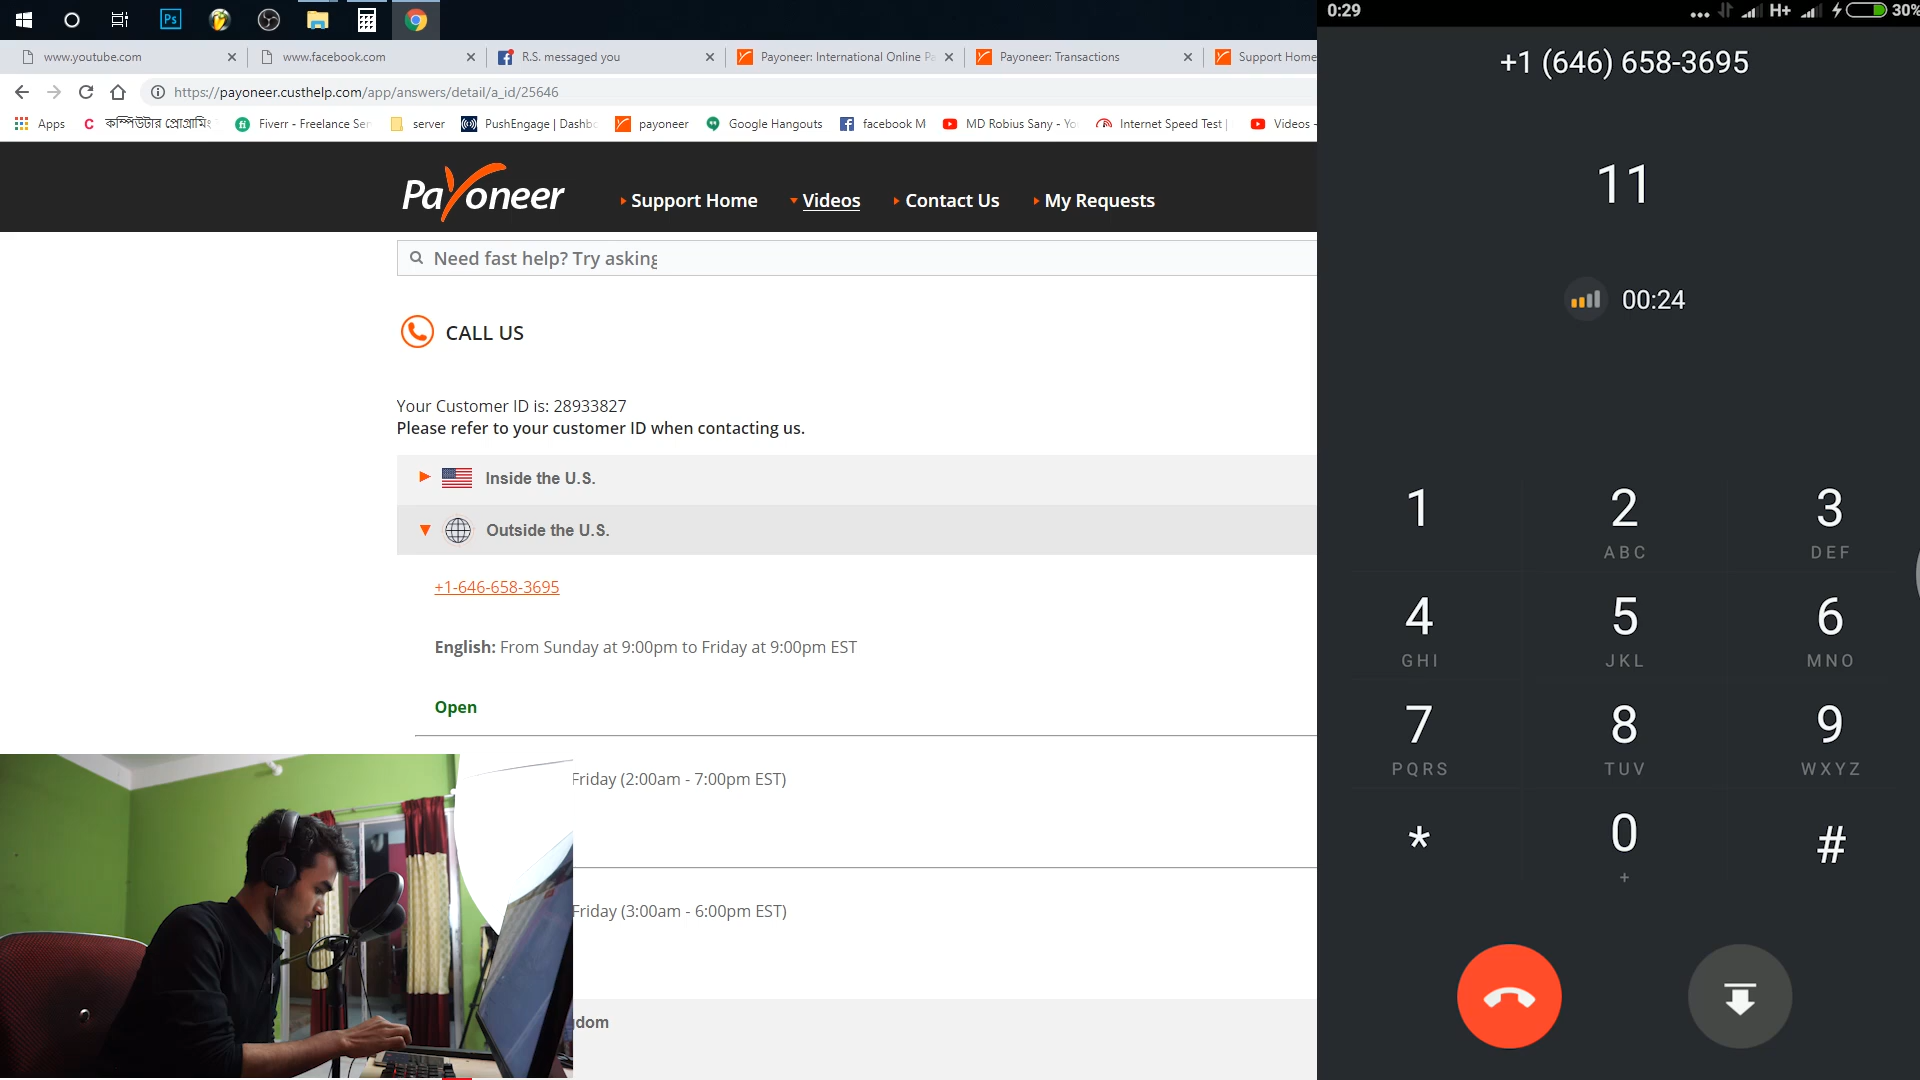 Ps
www.youtube.com
www.facebook.com
R.S. messaged you
Payoneer: International Online Pa
Payoneer: Transactions
Support Home
https://payoneer.custhelp.com/app/answers/detail/a_id/25646
Apps
কম্পিউটার প্রোগ্রামিং
Fiverr - Freelance Ser
server
PushEngage | Dashbo
payoneer
Google Hangouts
facebook M
MD Robius Sany - Yo
Internet Speed Test |
Videos -
Payoneer
Support Home
Videos
Contact Us
My Requests
Need fast help? Try asking
CALL US
Your Customer ID is: 28933827
Please refer to your customer ID when contacting us.
Inside the U.S.
Outside the U.S.
+1-646-658-3695
English: From Sunday at 9:00pm to Friday at 9:00pm EST
Open
Friday (2:00am - 7:00pm EST)
Friday (3:00am - 6:00pm EST)
dom
0:29
H+
30%
+1 (646) 658-3695
11
00:24
1 2 3
ABC DEF
4 5 6
GHI JKL MNO
7 8 9
PQRS TUV WXYZ
* 0 #
+